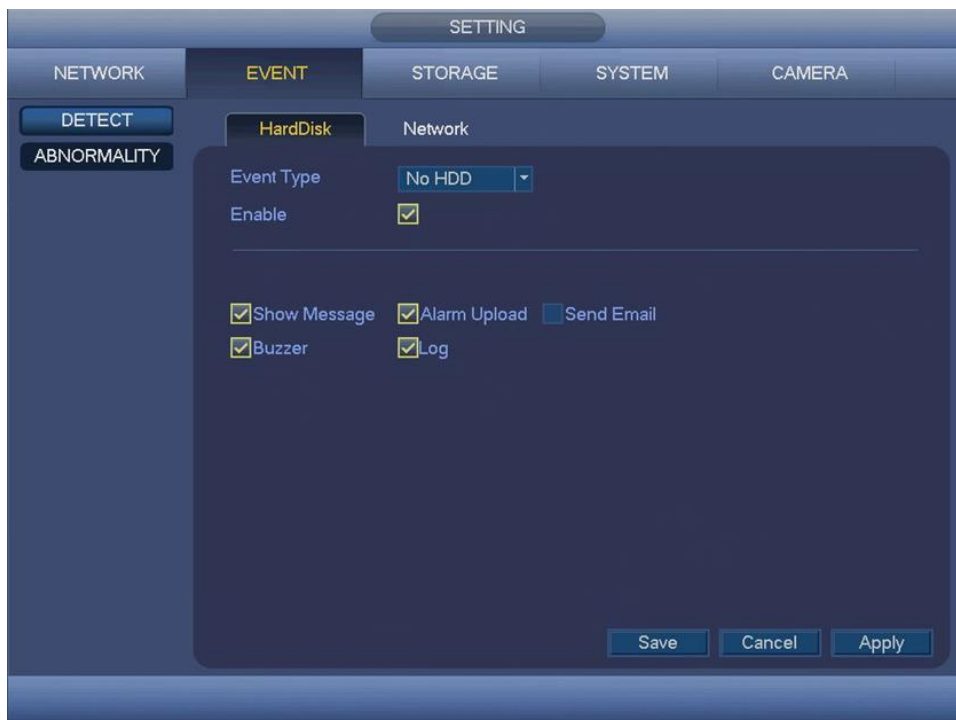 SETTING
NETWORK EVENT STORAGE SYSTEM CAMERA
DETECT
ABNORMALITY
HardDisk Network
Event Type No HDD
Enable
Show Message Alarm Upload Send Email
Buzzer Log
Save Cancel Apply